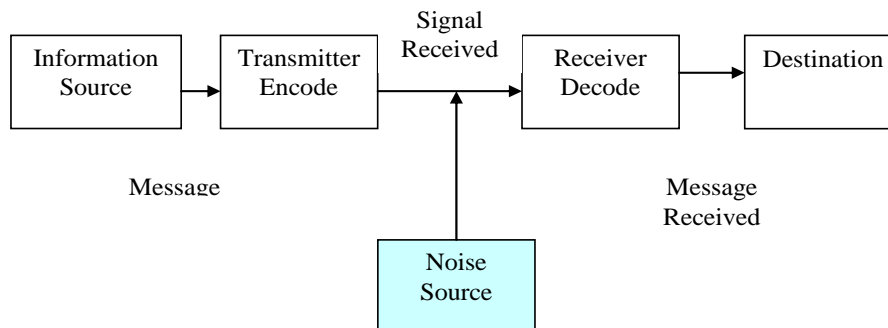 Signal
Received
Information
Source
Transmitter
Encode
Receiver
Decode
Destination
Message
Message
Received
Noise
Source